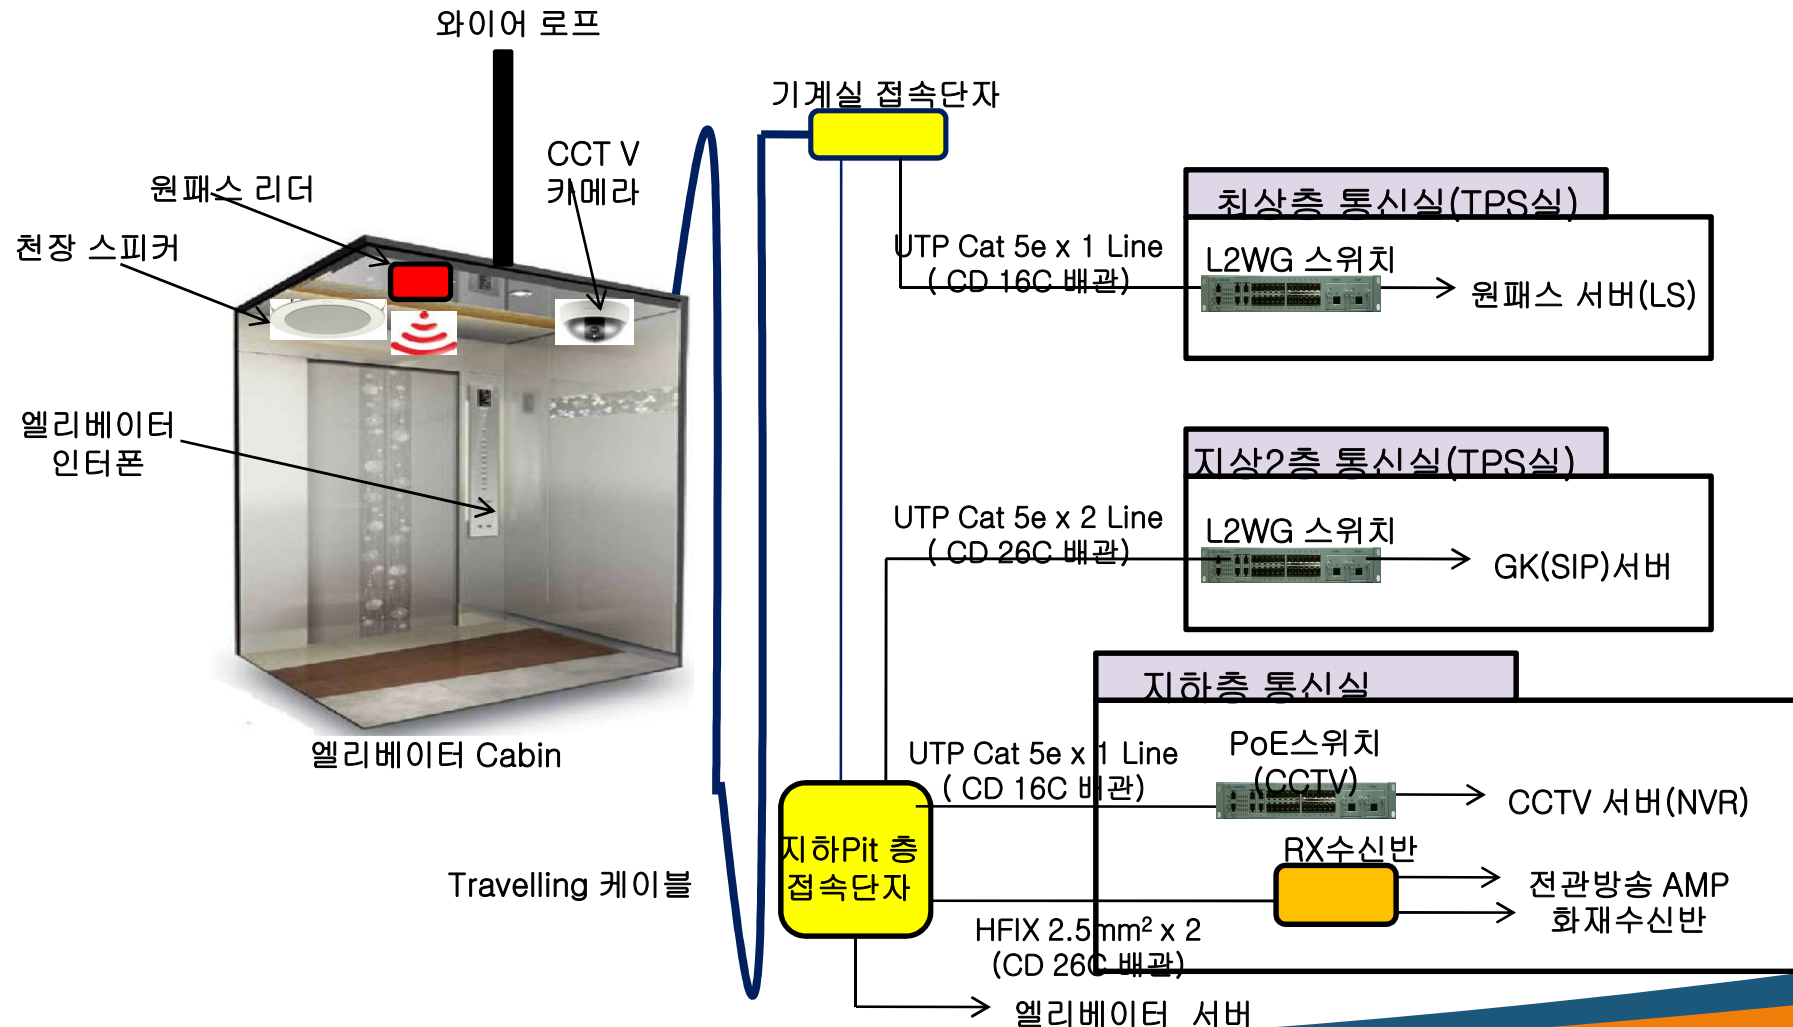 와이어 로프
기계실 접속단자
CCT V
카메라
원패스 리더
천장 스피커
최상층 통신실(TPS실)
UTP Cat 5e x 1 Line
( CD 16C 배관)
L2WG 스위치
원패스 서버(LS)
엘리베이터
인터폰
지상2층 통신실(TPS실)
UTP Cat 5e x 2 Line
( CD 26C 배관)
L2WG 스위치
GK(SIP)서버
지하층 통신실
엘리베이터 Cabin
UTP Cat 5e x 1 Line
( CD 16C 배관)
PoE스위치
(CCTV)
CCTV 서버(NVR)
지하Pit 층
접속단자
RX수신반
Travelling 케이블
전관방송 AMP
화재수신반
HFIX 2.5mm² x 2
(CD 26C 배관)
엘리베이터 서버